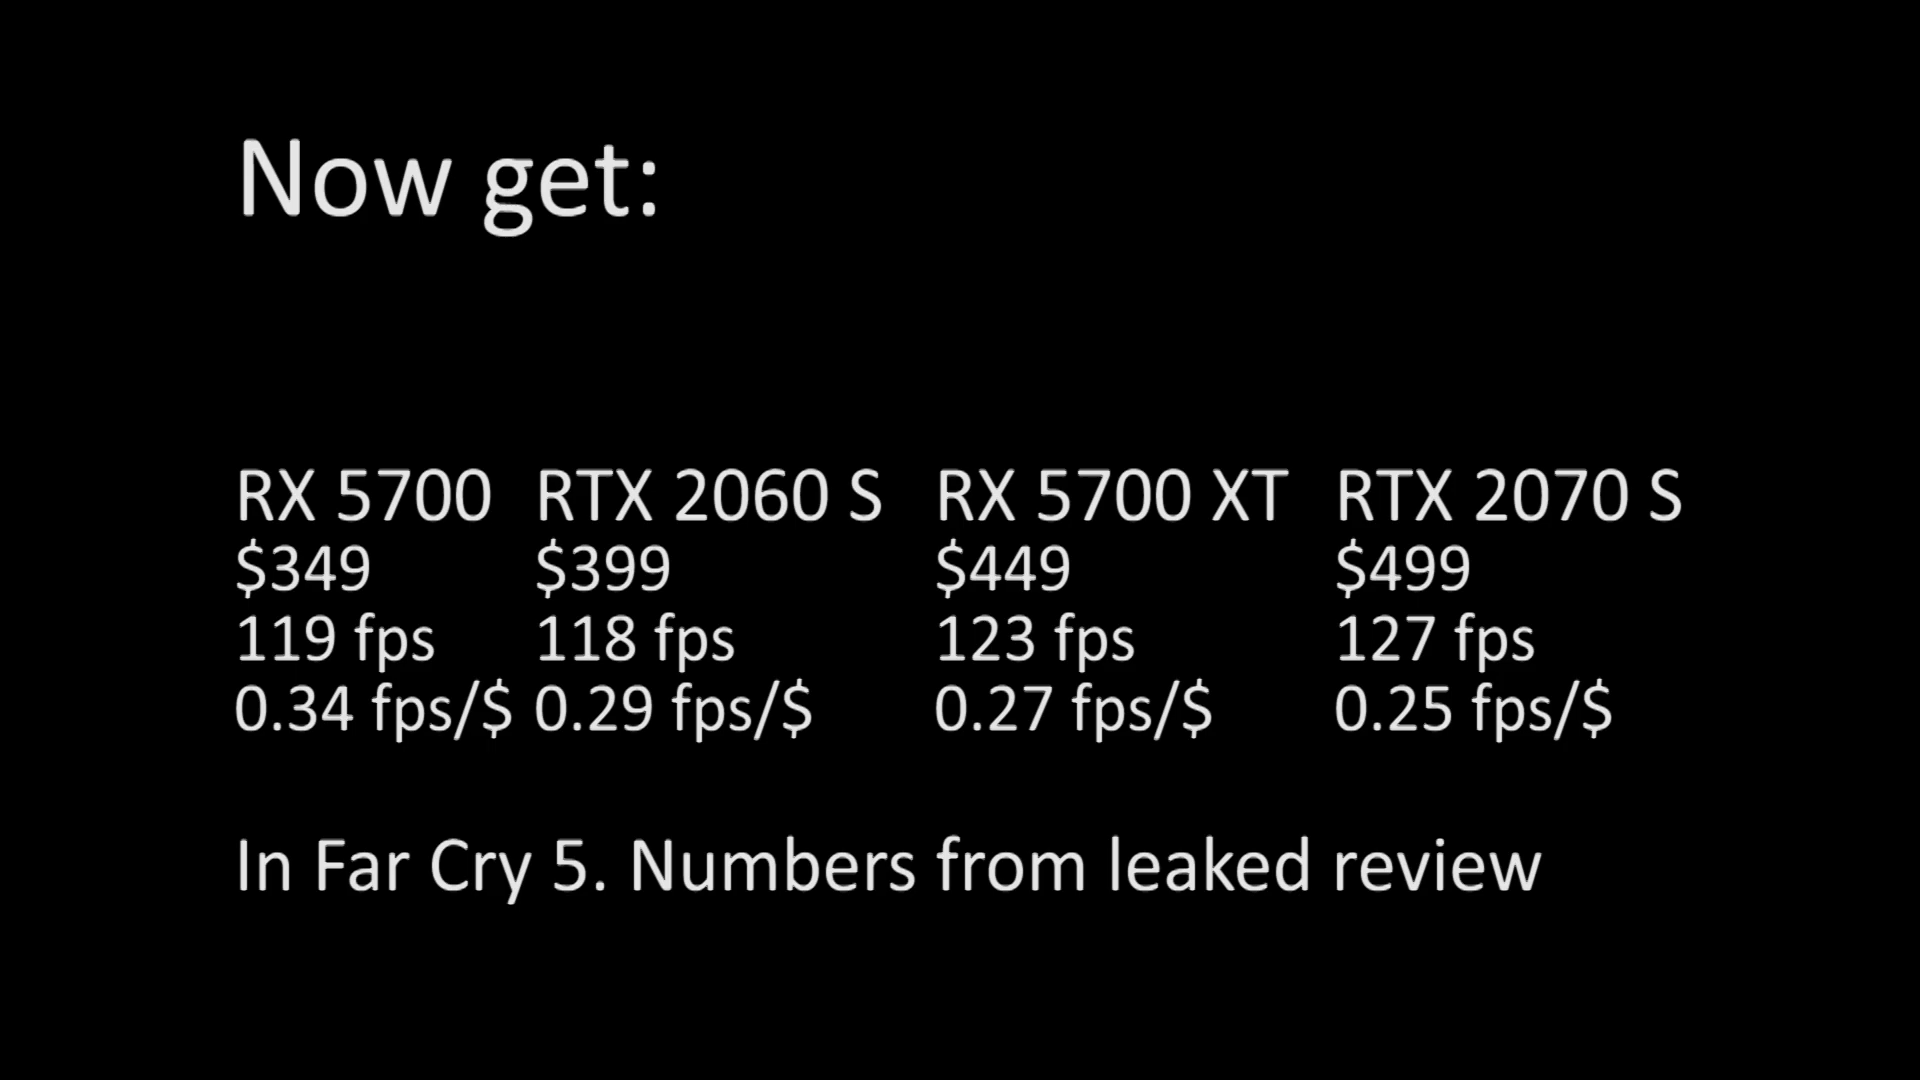 Now get:
RX 5700 RTX 2060 S RX 5700 XT RTX 2070 S
$349 $399 $449 $499
119 fps 118 fps 123 fps 127 fps
0.34 fps/$ 0.29 fps/$ 0.27 fps/$ 0.25 fps/$
In Far Cry 5. Numbers from leaked review